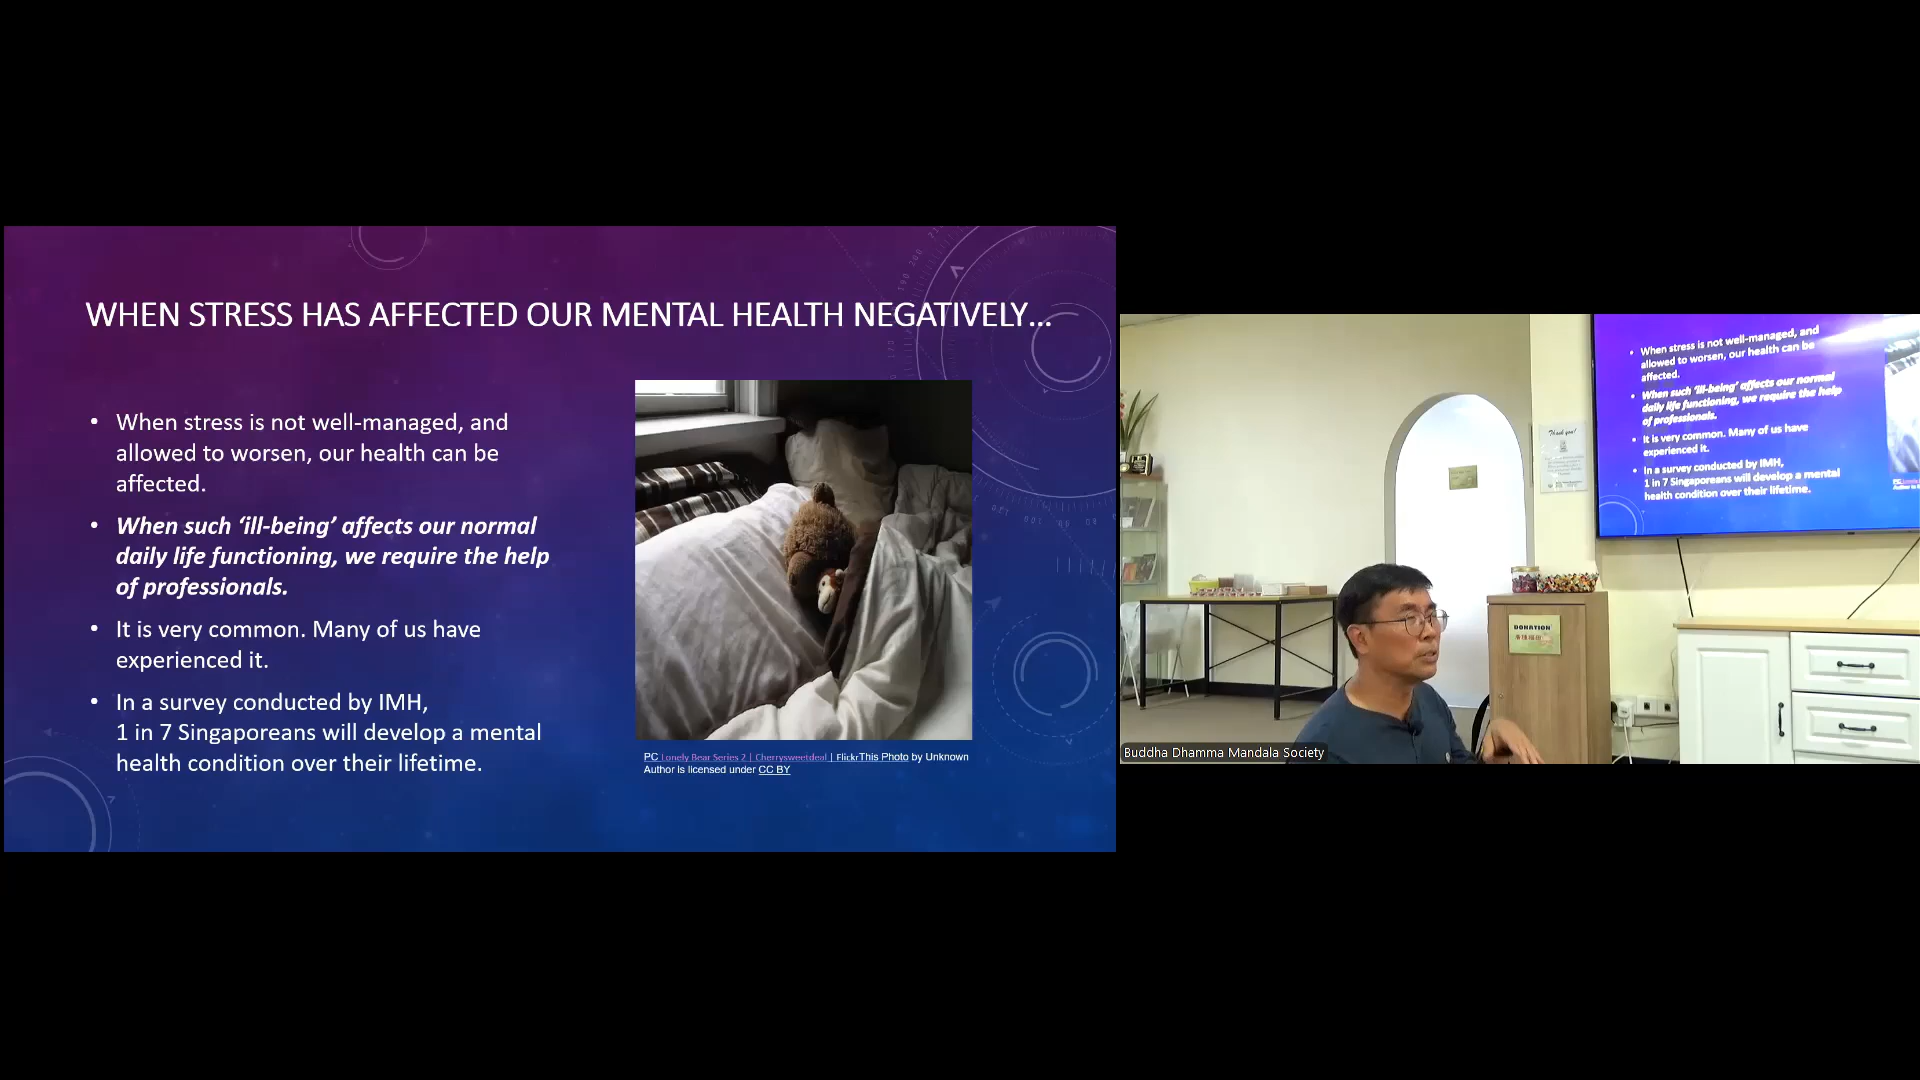 WHEN STRESS HAS AFFECTED OUR MENTAL HEALTH NEGATIVELY...
• When stress is not well-managed, and
allowed to worsen, our health can be
affected.
• When such ‘ill-being’ affects our normal
daily life functioning, we require the help
of professionals.
• It is very common. Many of us have
experienced it.
• In a survey conducted by IMH,
1 in 7 Singaporeans will develop a mental
health condition over their lifetime.
PC Lonely Bear Series 2 | Cherrysweetdeal | FlickrThis Photo by Unknown
Author is licensed under CC BY
• When stress is not well-managed, and
allowed to worsen, our health can be
affected.
• When such ‘ill-being’ affects our normal
daily life functioning, we require the help
of professionals.
• It is very common. Many of us have
experienced it.
• In a survey conducted by IMH,
1 in 7 Singaporeans will develop a mental
health condition over their lifetime.
Thank you!
DONATION
Buddha Dhamma Mandala Society